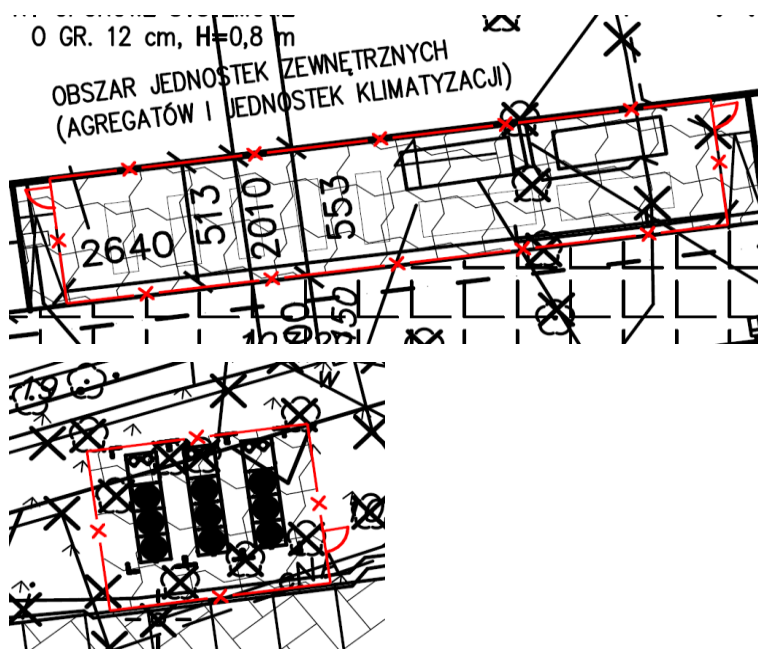 O GR. 12 cm, H=0,8 m
OBSZAR JEDNOSTEK ZEWNĘTRZNYCH
(AGREGATÓW I JEDNOSTEK KLIMATYZACJI)
2640
513
2010
553